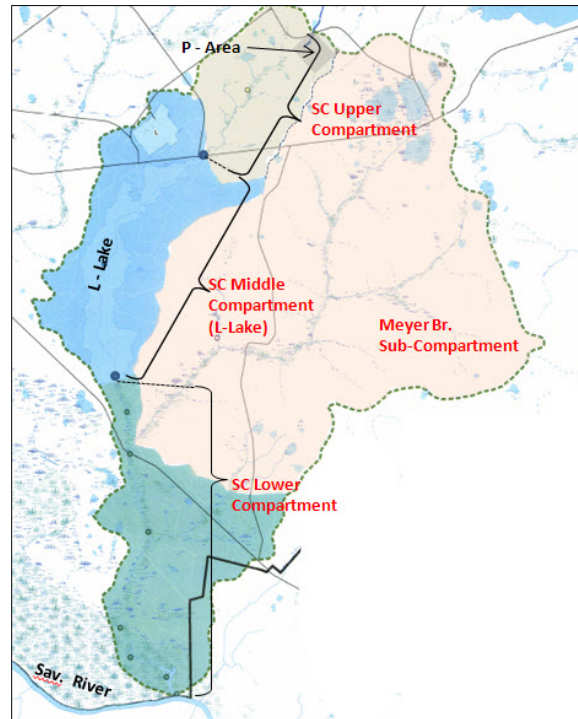 P - Area
SC Upper
Compartment
L - Lake
SC Middle
Compartment
(L-Lake)
Meyer Br.
Sub-Compartment
SC Lower
Compartment
Sav. River